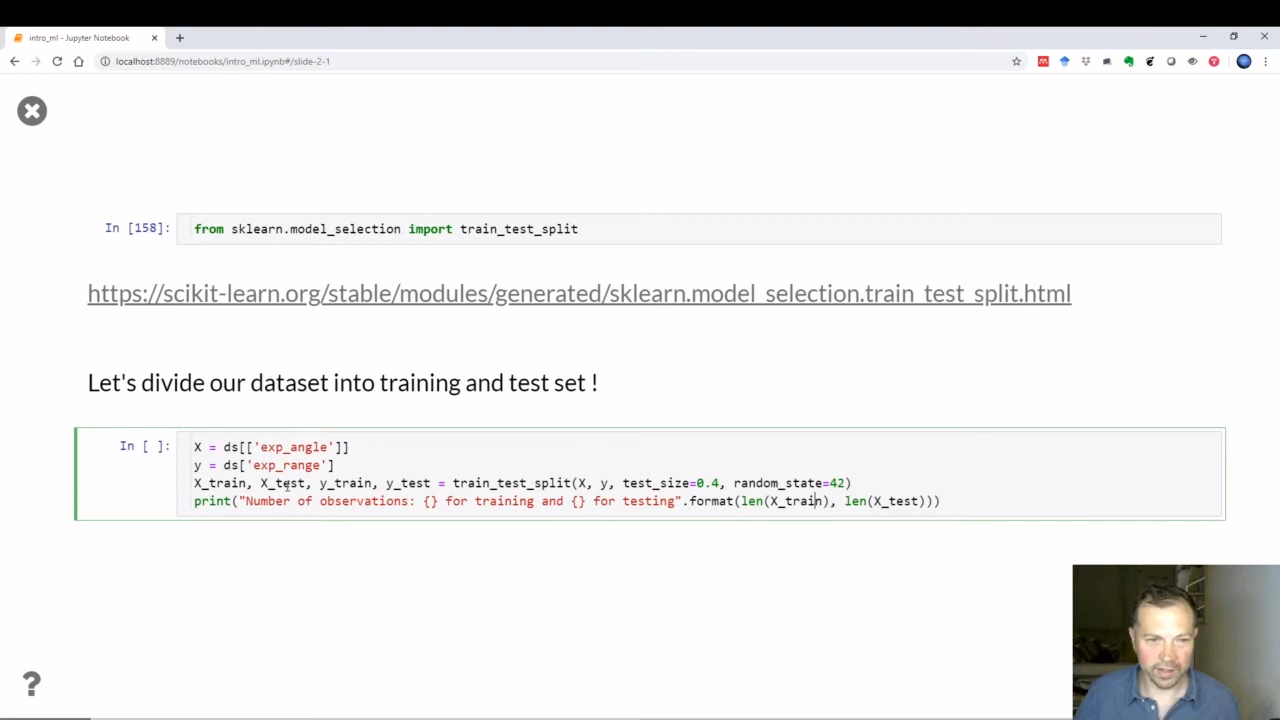 intro_ml - Jupyter Notebook
localhost:8889/notebooks/intro_ml.ipynb#/slide-2-1
In [158]: from sklearn.model_selection import train_test_split
https://scikit-learn.org/stable/modules/generated/sklearn.model_selection.train_test_split.html
Let's divide our dataset into training and test set !
In [ ]: X = ds[['exp_angle']]
y = ds['exp_range']
X_train, X_test, y_train, y_test = train_test_split(X, y, test_size=0.4, random_state=42)
print("Number of observations: {} for training and {} for testing".format(len(X_train), len(X_test)))
?